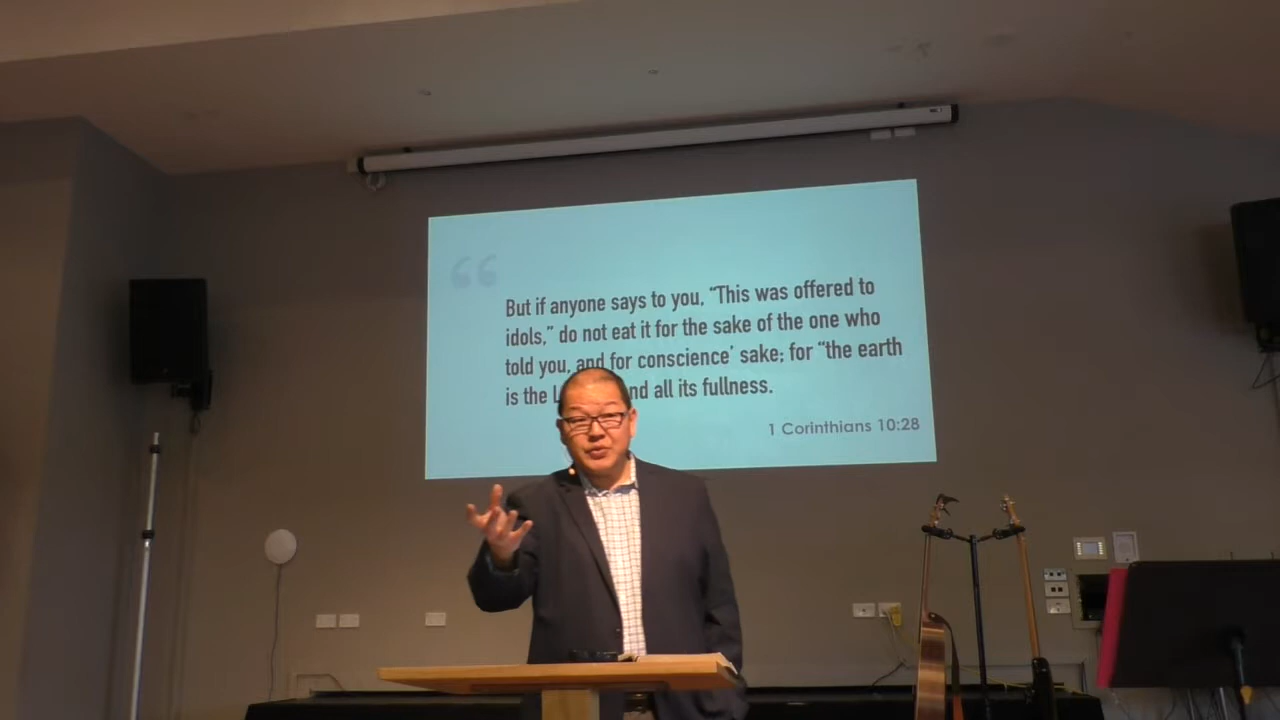 “
But if anyone says to you, “This was offered to
idols,” do not eat it for the sake of the one who
told you, and for conscience’ sake; for “the earth
is the and all its fullness.
1 Corinthians 10:28